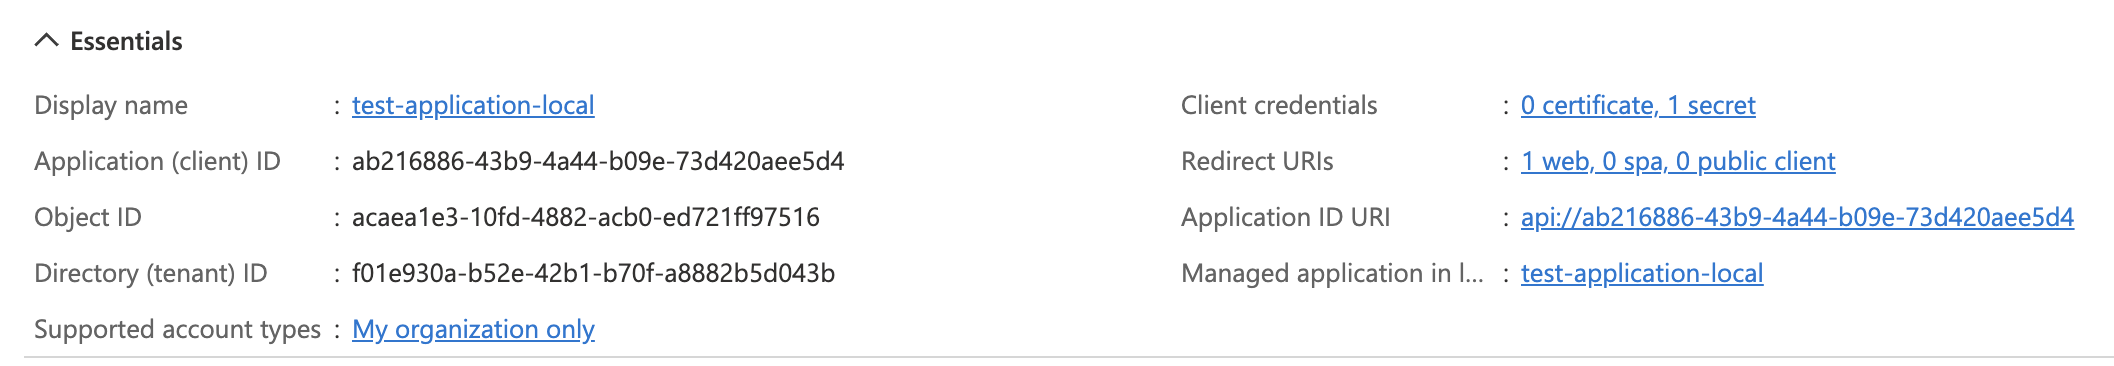 Essentials
Display name : test-application-local
Application (client) ID : ab216886-43b9-4a44-b09e-73d420aee5d4
Object ID : acaea1e3-10fd-4882-acb0-ed721ff97516
Directory (tenant) ID : f01e930a-b52e-42b1-b70f-a8882b5d043b
Supported account types : My organization only
Client credentials : 0 certificate, 1 secret
Redirect URIs : 1 web, 0 spa, 0 public client
Application ID URI : api://ab216886-43b9-4a44-b09e-73d420aee5d4
Managed application in l... : test-application-local